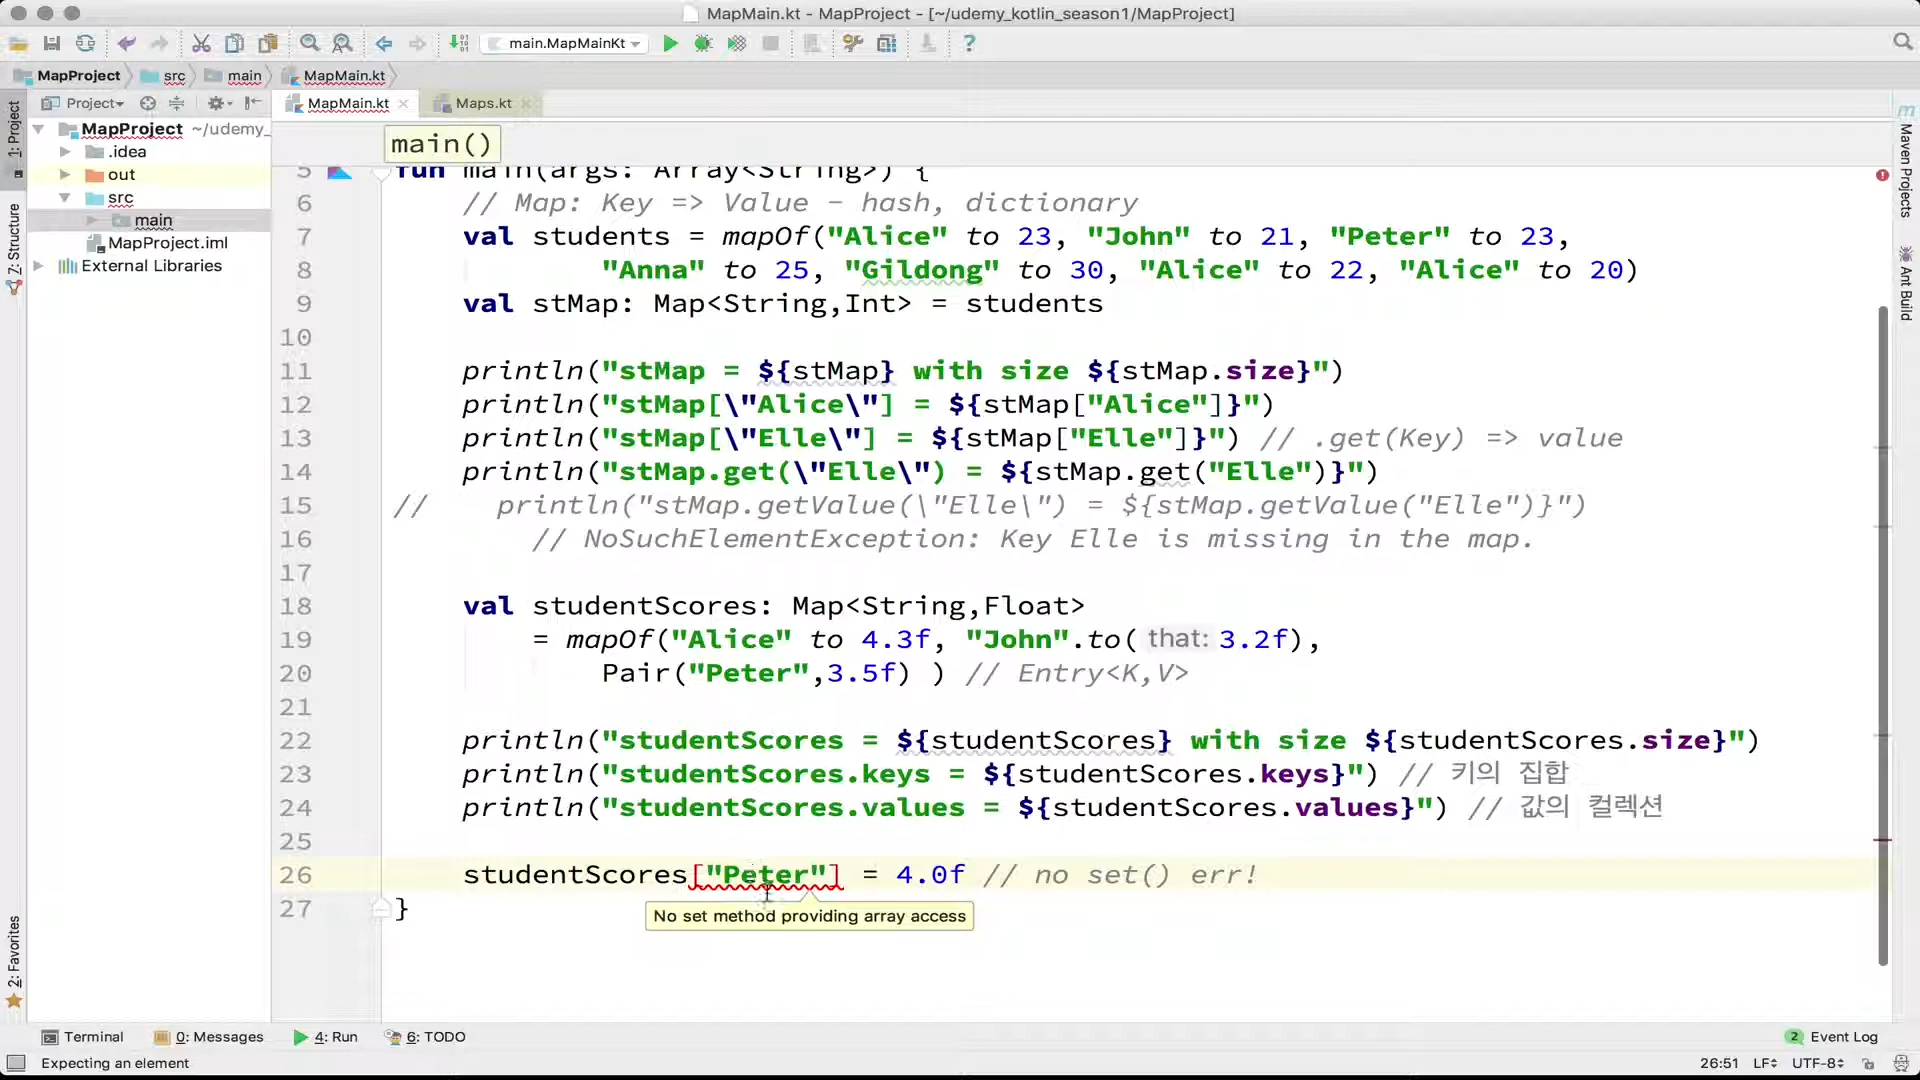 MapMain.kt - MapProject - [~/udemy_kotlin_season1/MapProject]
main.MapMainKt
MapProject src main MapMain.kt
Project MapMain.kt Maps.kt
MapProject ~/udemy_
.idea
out
src
main
MapProject.iml
External Libraries
1: Project
7: Structure
2: Favorites
Maven Projects
Ant Build
main()
5 fun main(args: Array<String>) {
6 // Map: Key => Value - hash, dictionary
7 val students = mapOf("Alice" to 23, "John" to 21, "Peter" to 23,
8 "Anna" to 25, "Gildong" to 30, "Alice" to 22, "Alice" to 20)
9 val stMap: Map<String,Int> = students
10
11 println("stMap = ${stMap} with size ${stMap.size}")
12 println("stMap[\"Alice\"] = ${stMap["Alice"]}")
13 println("stMap[\"Elle\"] = ${stMap["Elle"]}") // .get(Key) => value
14 println("stMap.get(\"Elle\") = ${stMap.get("Elle")}")
15 // println("stMap.getValue(\"Elle\") = ${stMap.getValue("Elle")}")
16 // NoSuchElementException: Key Elle is missing in the map.
17
18 val studentScores: Map<String,Float>
19 = mapOf("Alice" to 4.3f, "John".to( that: 3.2f),
20 Pair("Peter",3.5f) ) // Entry<K,V>
21
22 println("studentScores = ${studentScores} with size ${studentScores.size}")
23 println("studentScores.keys = ${studentScores.keys}") // 키의 집합
24 println("studentScores.values = ${studentScores.values}") // 값의 컬렉션
25
26 studentScores["Peter"] = 4.0f // no set() err!
27 }
No set method providing array access
Terminal 0: Messages 4: Run 6: TODO 2 Event Log
Expecting an element 26:51 LF UTF-8